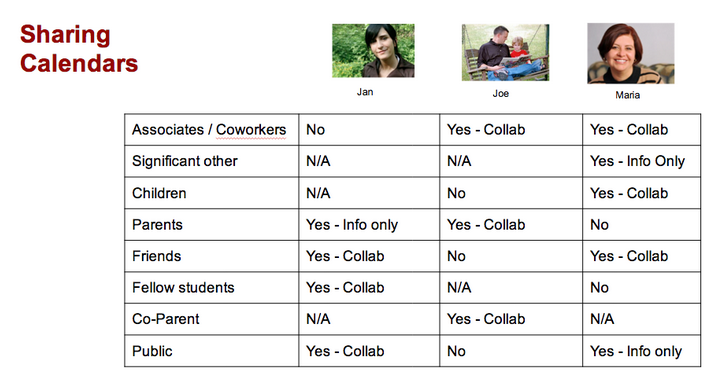 Sharing
Calendars
Jan
Joe
Maria
Associates / Coworkers No Yes - Collab Yes - Collab
Significant other N/A N/A Yes - Info Only
Children N/A No Yes - Collab
Parents Yes - Info only Yes - Collab No
Friends Yes - Collab No Yes - Collab
Fellow students Yes - Collab N/A No
Co-Parent N/A Yes - Collab N/A
Public Yes - Collab No Yes - Info only